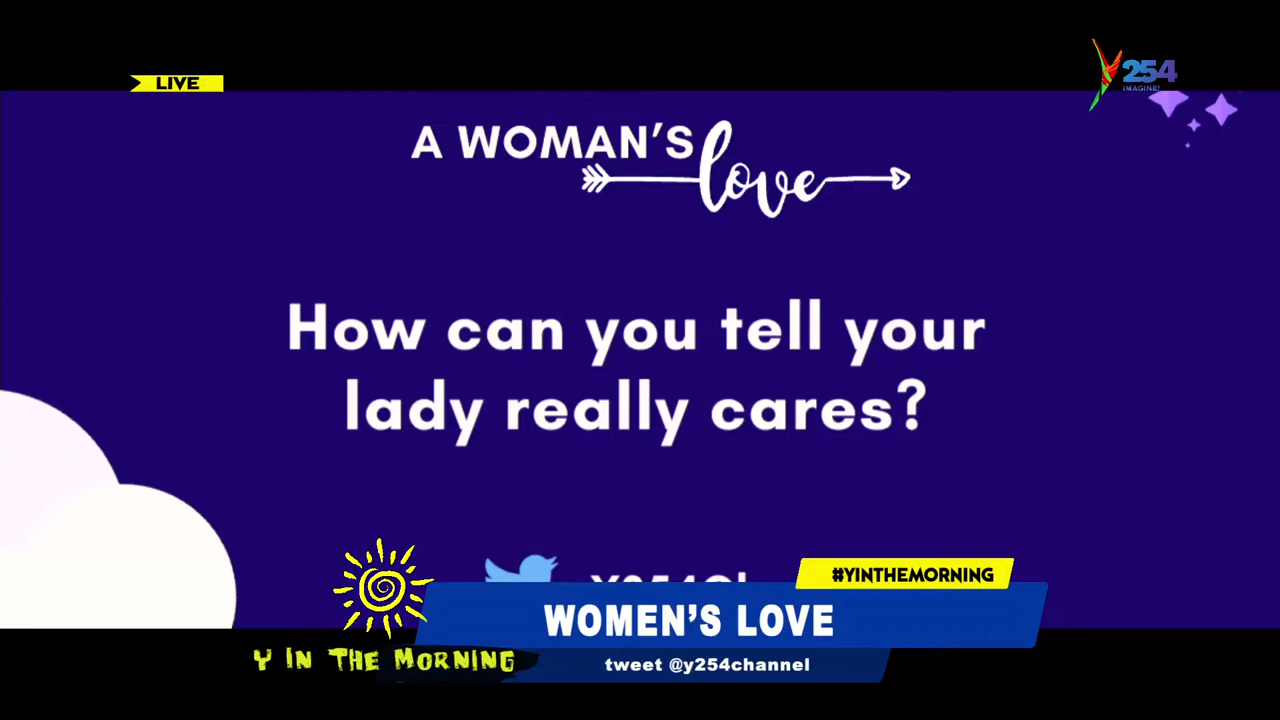 LIVE
Y254
IMAGINE!
A WOMAN'S
love
How can you tell your
lady really cares?
#YINTHEMORNING
WOMEN'S LOVE
Y IN THE MORNING
tweet @y254channel